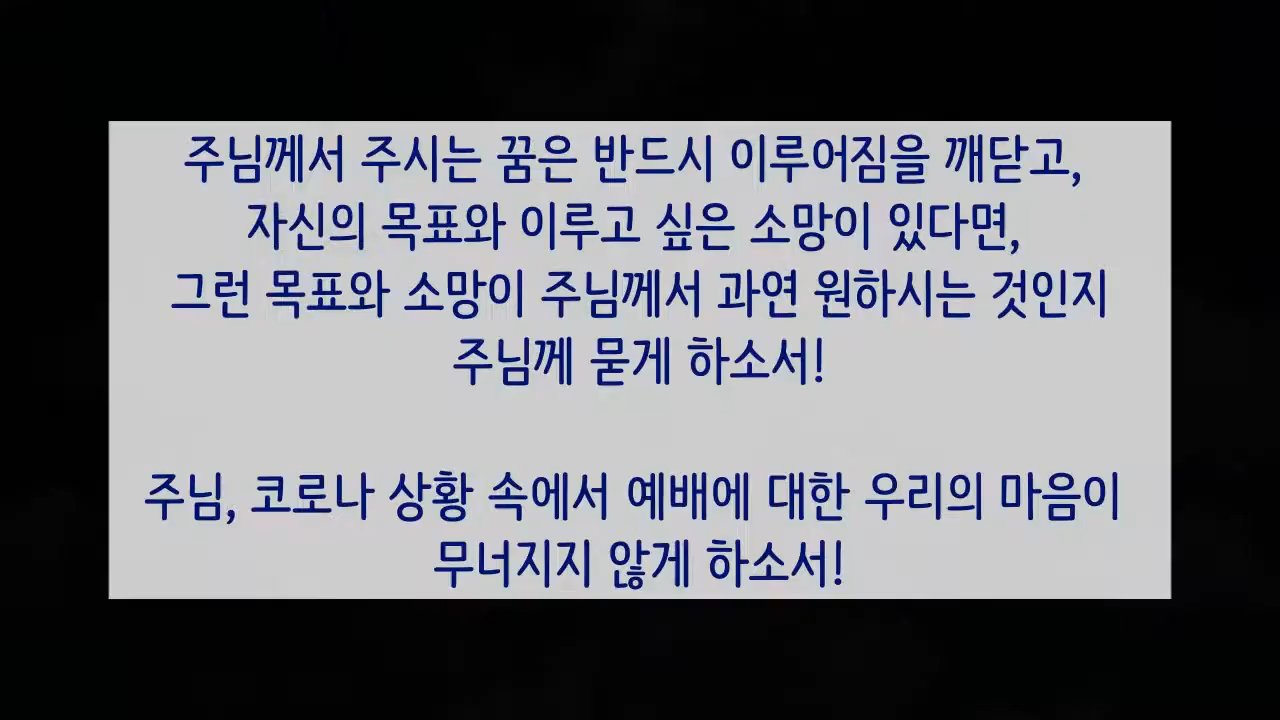 주님께서 주시는 꿈은 반드시 이루어짐을 깨닫고,
자신의 목표와 이루고 싶은 소망이 있다면,
그런 목표와 소망이 주님께서 과연 원하시는 것인지
주님께 묻게 하소서!
주님, 코로나 상황 속에서 예배에 대한 우리의 마음이
무너지지 않게 하소서!